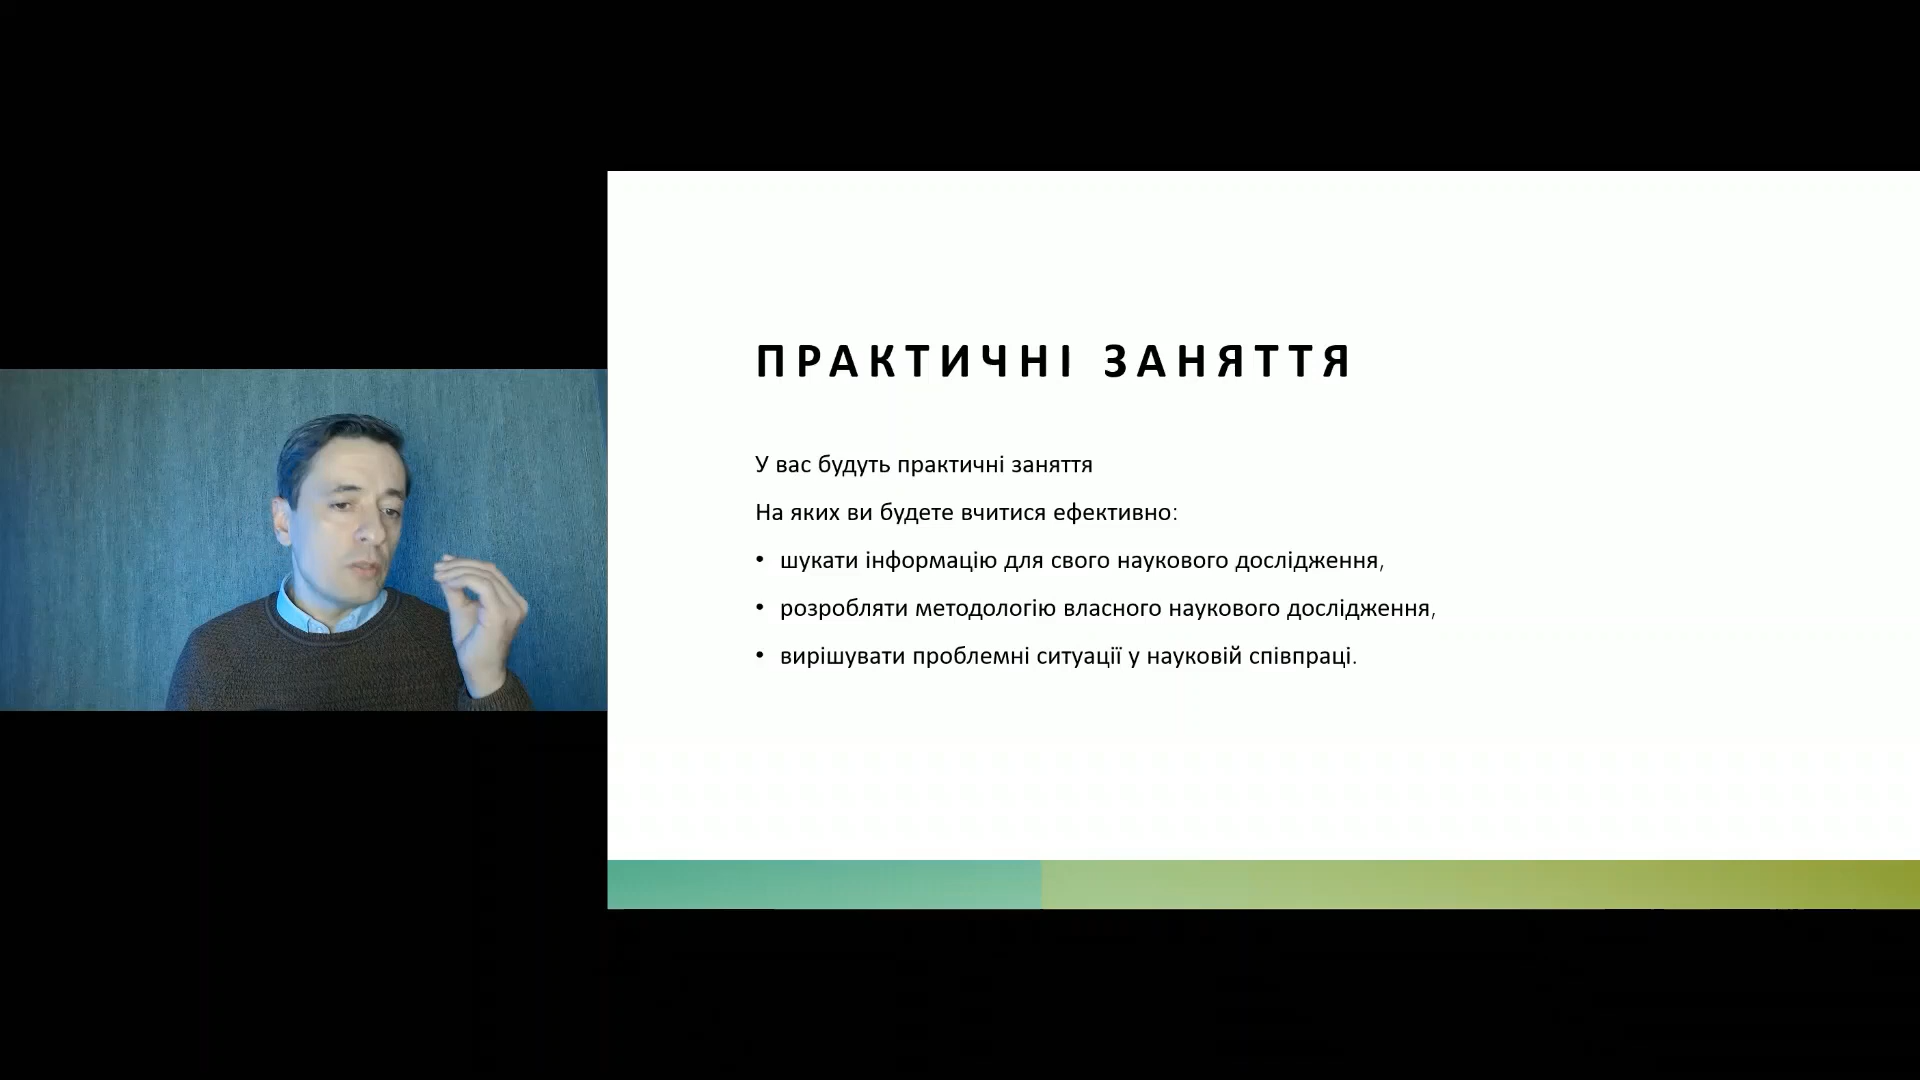 ПРАКТИЧНІ ЗАНЯТТЯ
У вас будуть практичні заняття
На яких ви будете вчитися ефективно:
• шукати інформацію для свого наукового дослідження,
• розробляти методологію власного наукового дослідження,
• вирішувати проблемні ситуації у науковій співпраці.